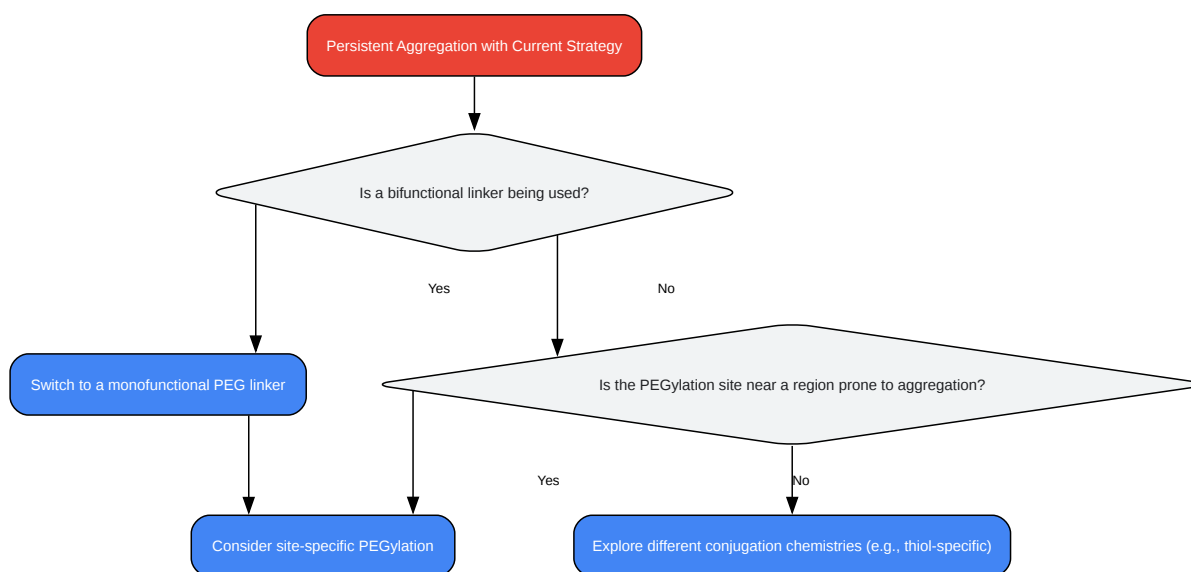 Persistent Aggregation with Current Strategy
Is a bifunctional linker being used?
Yes
No
Switch to a monofunctional PEG linker
Is the PEGylation site near a region prone to aggregation?
Yes
No
Consider site-specific PEGylation
Explore different conjugation chemistries (e.g., thiol-specific)